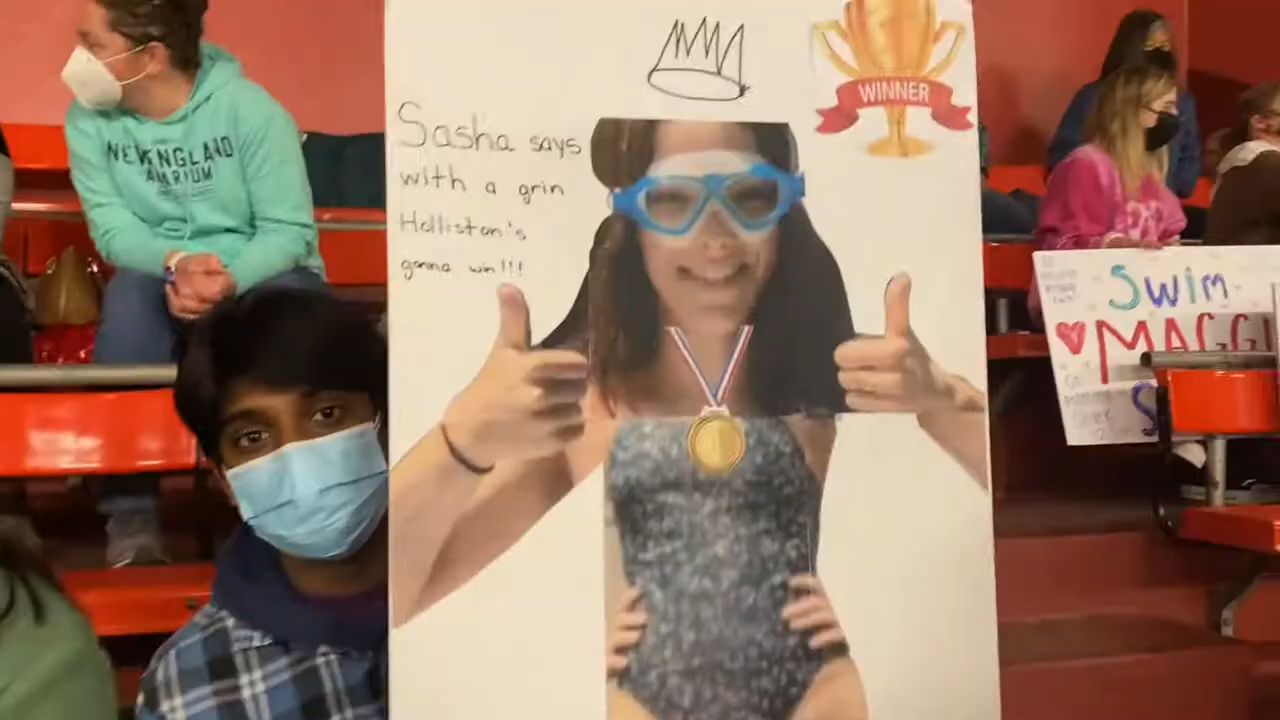 WINNER
Sasha says
with a grin
Holliston's
gonna win!!!
NEW ENGLAND
AQUARIUM
Swim
MAGGI
S